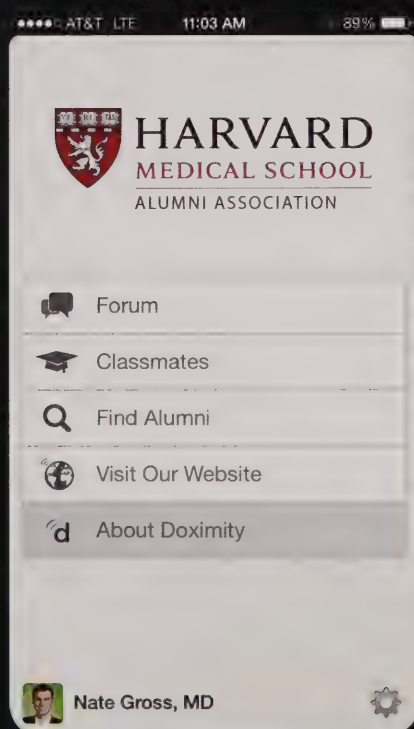 AT&T LTE 11:03 AM 89%
HARVARD
MEDICAL SCHOOL
ALUMNI ASSOCIATION
Forum
Classmates
Find Alumni
Visit Our Website
d About Doximity
Nate Gross, MD